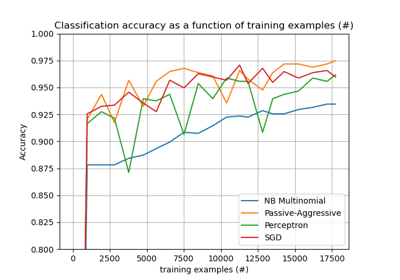 Classification accuracy as a function of training examples (#)
1.000
0.975
0.950
0.925
0.900
0.875
0.850
0.825
0.800
Accuracy
NB Multinomial
Passive-Aggressive
Perceptron
SGD
0 2500 5000 7500 10000 12500 15000 17500
training examples (#)